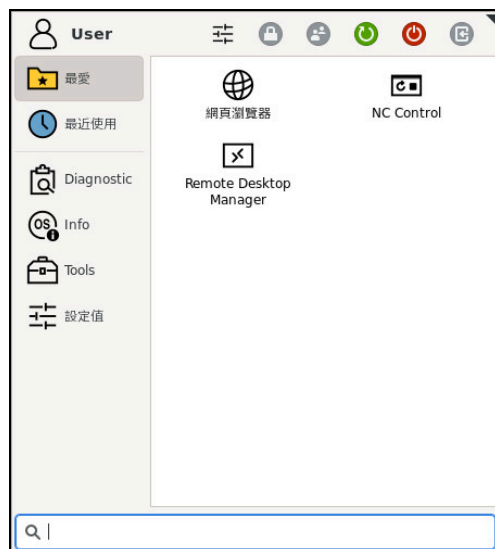 User
最愛
最近使用
Diagnostic
Info
Tools
設定值
網頁瀏覽器
NC Control
Remote Desktop
Manager